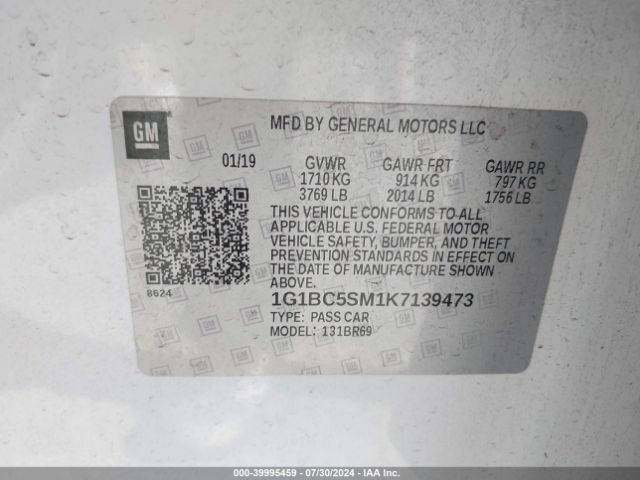 GM
MFD BY GENERAL MOTORS LLC
01/19 GVWR GAWR FRT GAWR RR
1710 KG 914 KG 797 KG
3769 LB 2014 LB 1756 LB
THIS VEHICLE CONFORMS TO ALL
APPLICABLE U.S. FEDERAL MOTOR
VEHICLE SAFETY, BUMPER, AND THEFT
PREVENTION STANDARDS IN EFFECT ON
THE DATE OF MANUFACTURE SHOWN
ABOVE.
8624
1G1BC5SM1K7139473
TYPE: PASS CAR
MODEL: 131BR69
000-39995459 - 07/30/2024 - IAA Inc.